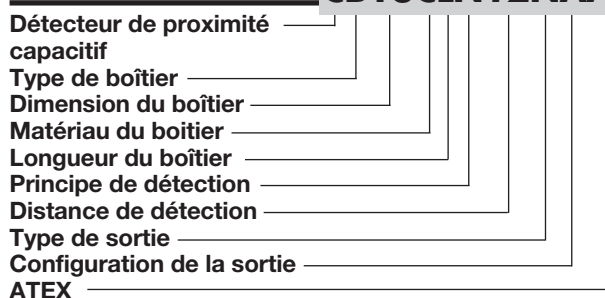 Détecteur de proximité
capacitif
Type de boîtier
Dimension du boîtier
Matériau du boitier
Longueur du boîtier
Principe de détection
Distance de détection
Type de sortie
Configuration de la sortie
ATEX